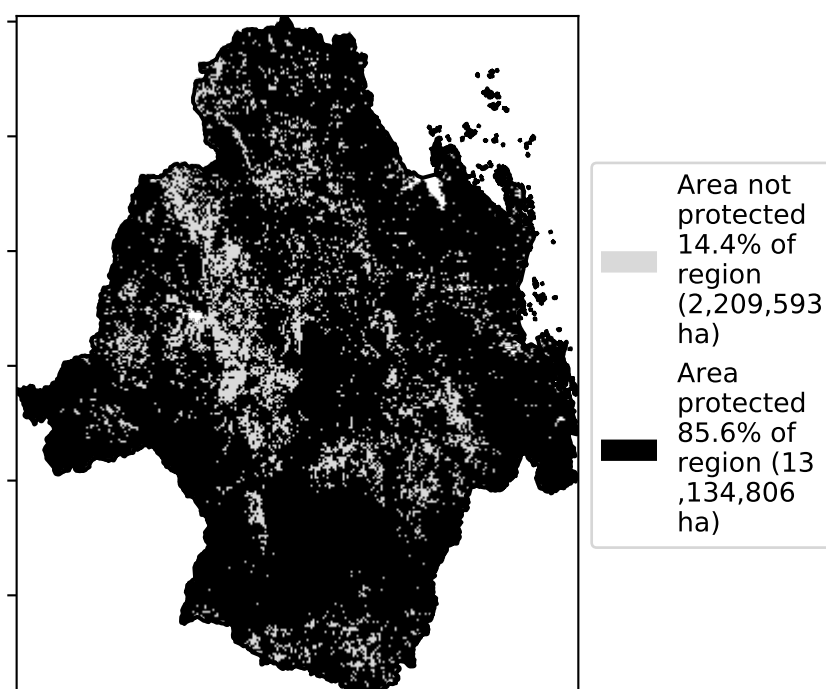 Area not
protected
14.4% of
region
(2,209,593
ha)
Area
protected
85.6% of
region (13
,134,806
ha)